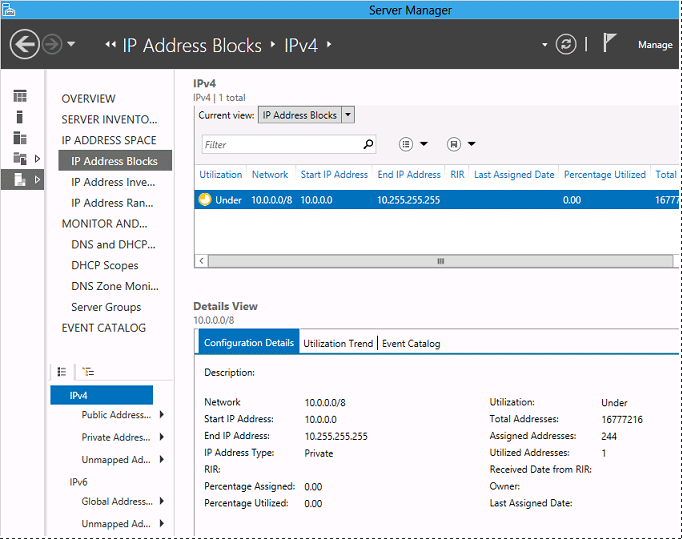 Server Manager
IP Address Blocks IPv4
Manage
IPv4
IPv4 | 1 total
Current view: IP Address Blocks
Filter
Utilization Network Start IP Address End IP Address RIR Last Assigned Date Percentage Utilized Total
Under 10.0.0.0/8 10.0.0.0 10.255.255.255 0.00 16777
OVERVIEW
SERVER INVENTO...
IP ADDRESS SPACE
IP Address Blocks
IP Address Inve...
IP Address Ran...
MONITOR AND...
DNS and DHCP...
DHCP Scopes
DNS Zone Moni...
Server Groups
EVENT CATALOG
IPv4
Public Address...
Private Addres...
Unmapped Ad...
IPv6
Global Address...
Unmapped Ad...
Details View
10.0.0.0/8
Configuration Details Utilization Trend Event Catalog
Description:
Network 10.0.0.0/8 Utilization: Under
Start IP Address: 10.0.0.0 Total Addresses: 16777216
End IP Address: 10.255.255.255 Assigned Addresses: 244
IP Address Type: Private Utilized Addresses: 1
RIR: Received Date from RIR:
Percentage Assigned: 0.00 Owner:
Percentage Utilized: 0.00 Last Assigned Date: